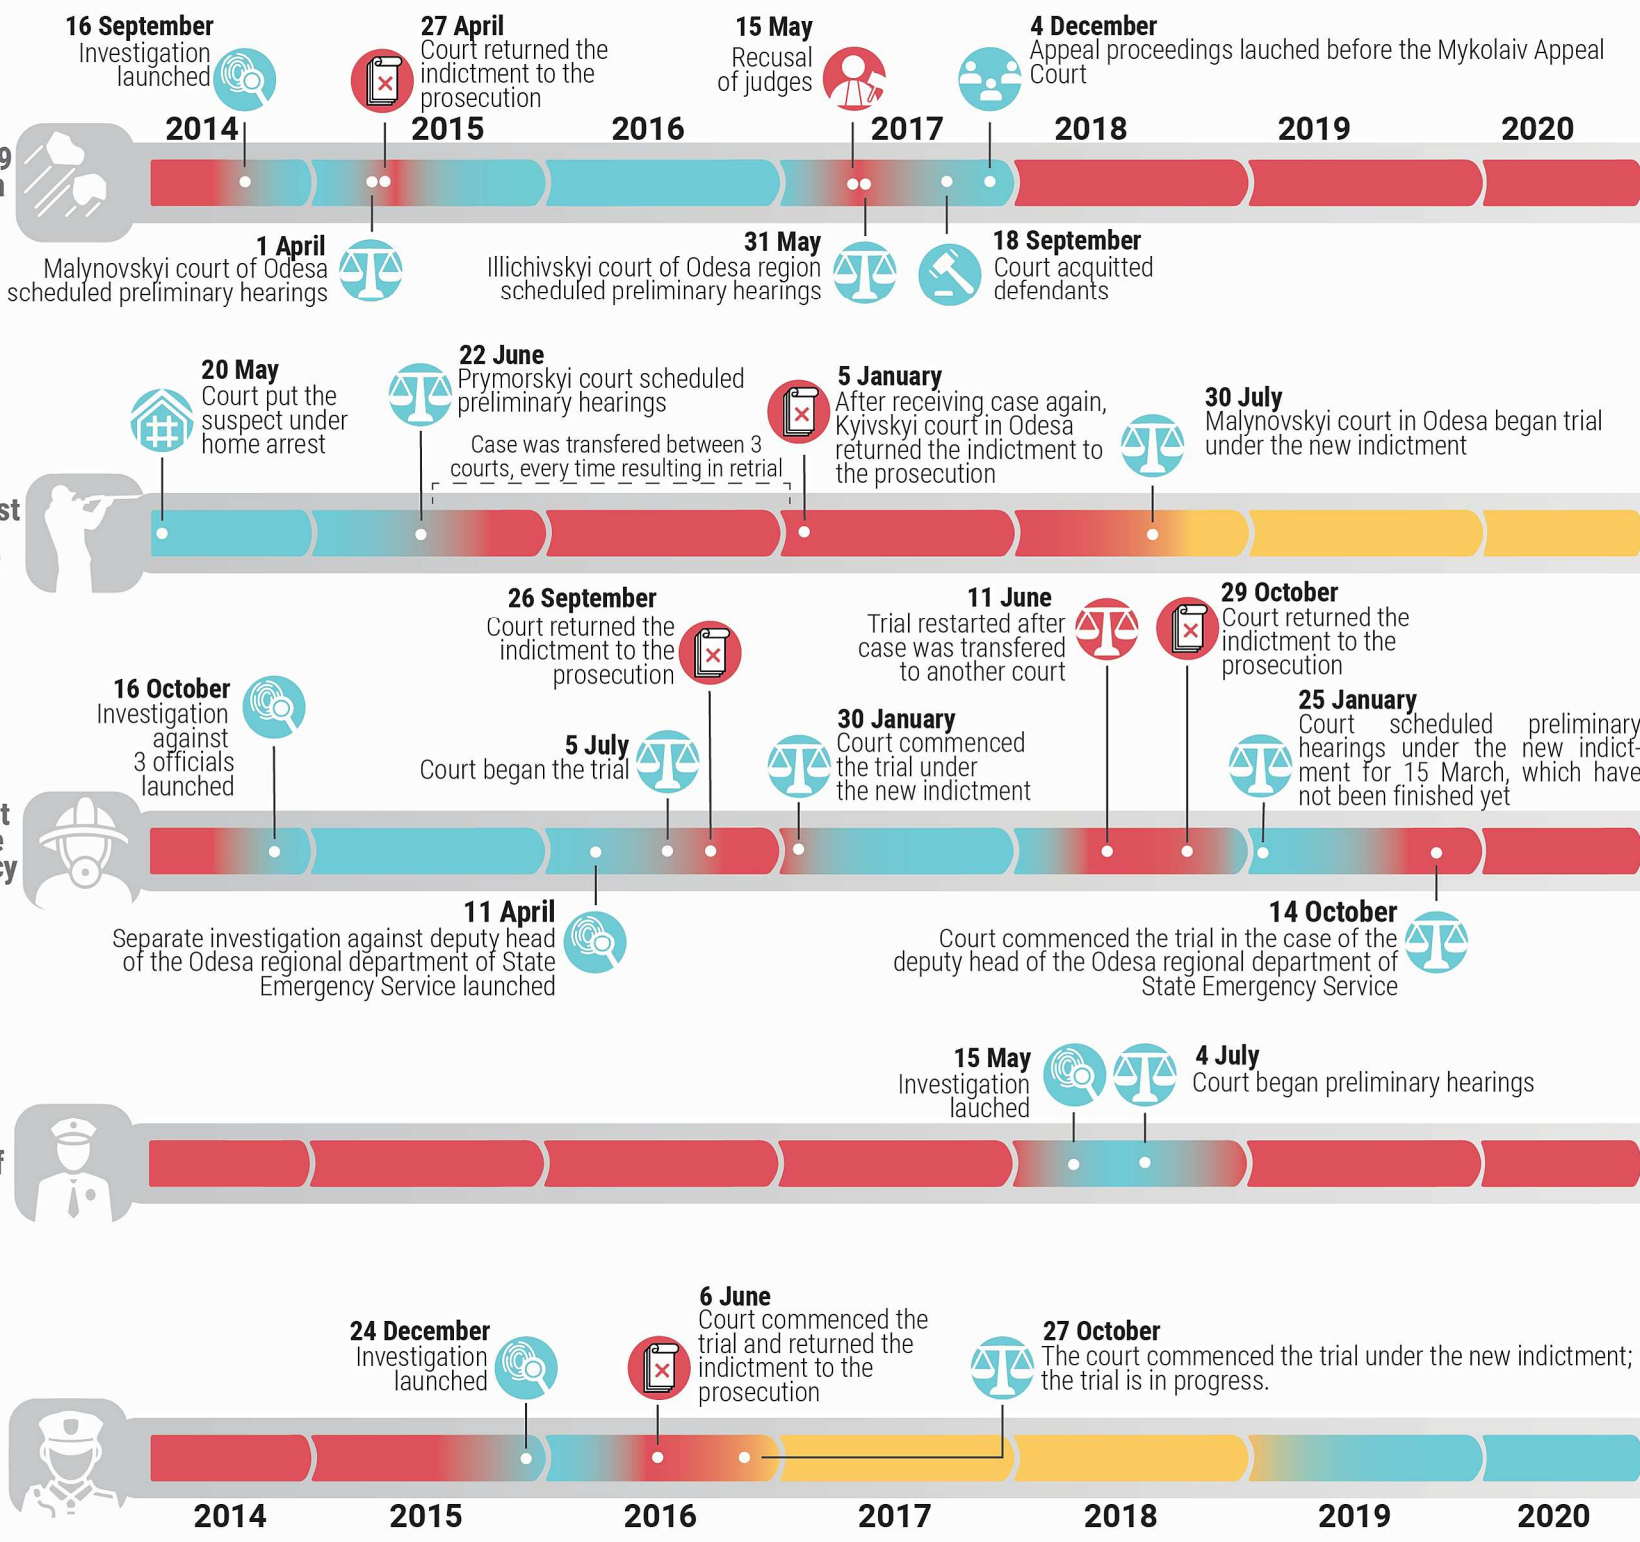 16 September
Investigation
launched
27 April
Court returned the
indictment to the
prosecution
15 May
Recusal
of judges
4 December
Appeal proceedings lauched before the Mykolaiv Appeal
Court
2014
2015
2016
2017
2018
2019
2020
9
1 April
Malynovskyi court of Odesa
scheduled preliminary hearings
31 May
Illichivskyi court of Odesa region
scheduled preliminary hearings
18 September
Court acquitted
defendants
20 May
Court put the
suspect under
home arrest
22 June
Prymorskyi court scheduled
preliminary hearings
Case was transfered between 3
courts, every time resulting in retrial
5 January
After receiving case again,
Kyivskyi court in Odesa
returned the indictment to
the prosecution
30 July
Malynovskyi court in Odesa began trial
under the new indictment
st
26 September
Court returned the
indictment to the
prosecution
11 June
Trial restarted after
case was transfered
to another court
29 October
Court returned the
indictment to the
prosecution
16 October
Investigation
against
3 officials
launched
5 July
Court began the trial
30 January
Court commenced
the trial under
the new indictment
25 January
Court scheduled preliminary
hearings under the new indict-
ment for 15 March, which have
not been finished yet
t
e
cy
11 April
Separate investigation against deputy head
of the Odesa regional department of State
Emergency Service launched
14 October
Court commenced the trial in the case of the
deputy head of the Odesa regional department of
State Emergency Service
15 May
Investigation
lauched
4 July
Court began preliminary hearings
f
24 December
Investigation
launched
6 June
Court commenced the
trial and returned the
indictment to the
prosecution
27 October
The court commenced the trial under the new indictment;
the trial is in progress.
2014
2015
2016
2017
2018
2019
2020